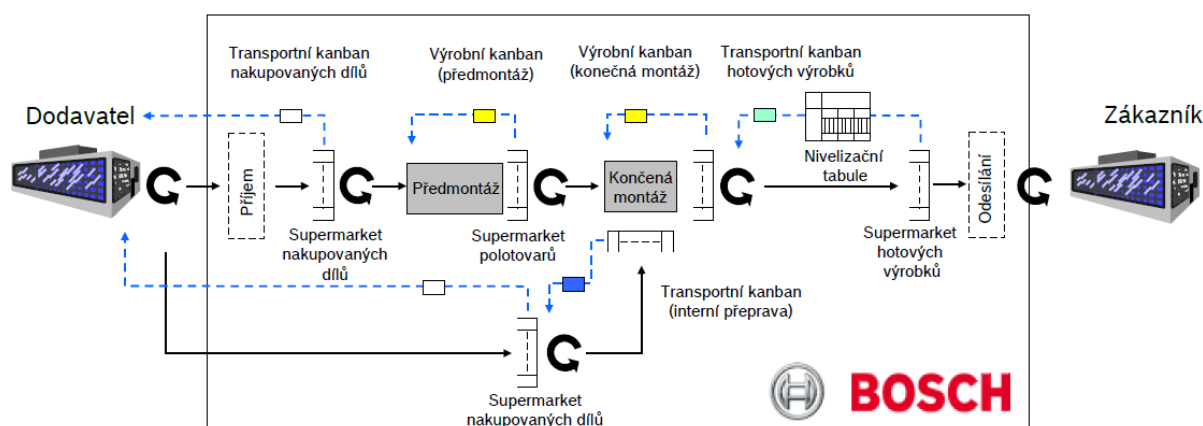 Transportní kanban
nakupovaných dílů
Výrobní kanban
(předmontáž)
Výrobní kanban
(konečná montáž)
Transportní kanban
hotových výrobků
Dodavatel
Zákazník
Příjem
Předmontáž
Končená
montáž
Nivelizační
tabule
Odesílání
Supermarket
nakupovaných
dílů
Supermarket
polotovarů
Supermarket
hotových
výrobků
Transportní kanban
(interní přeprava)
Supermarket
nakupovaných dílů
BOSCH